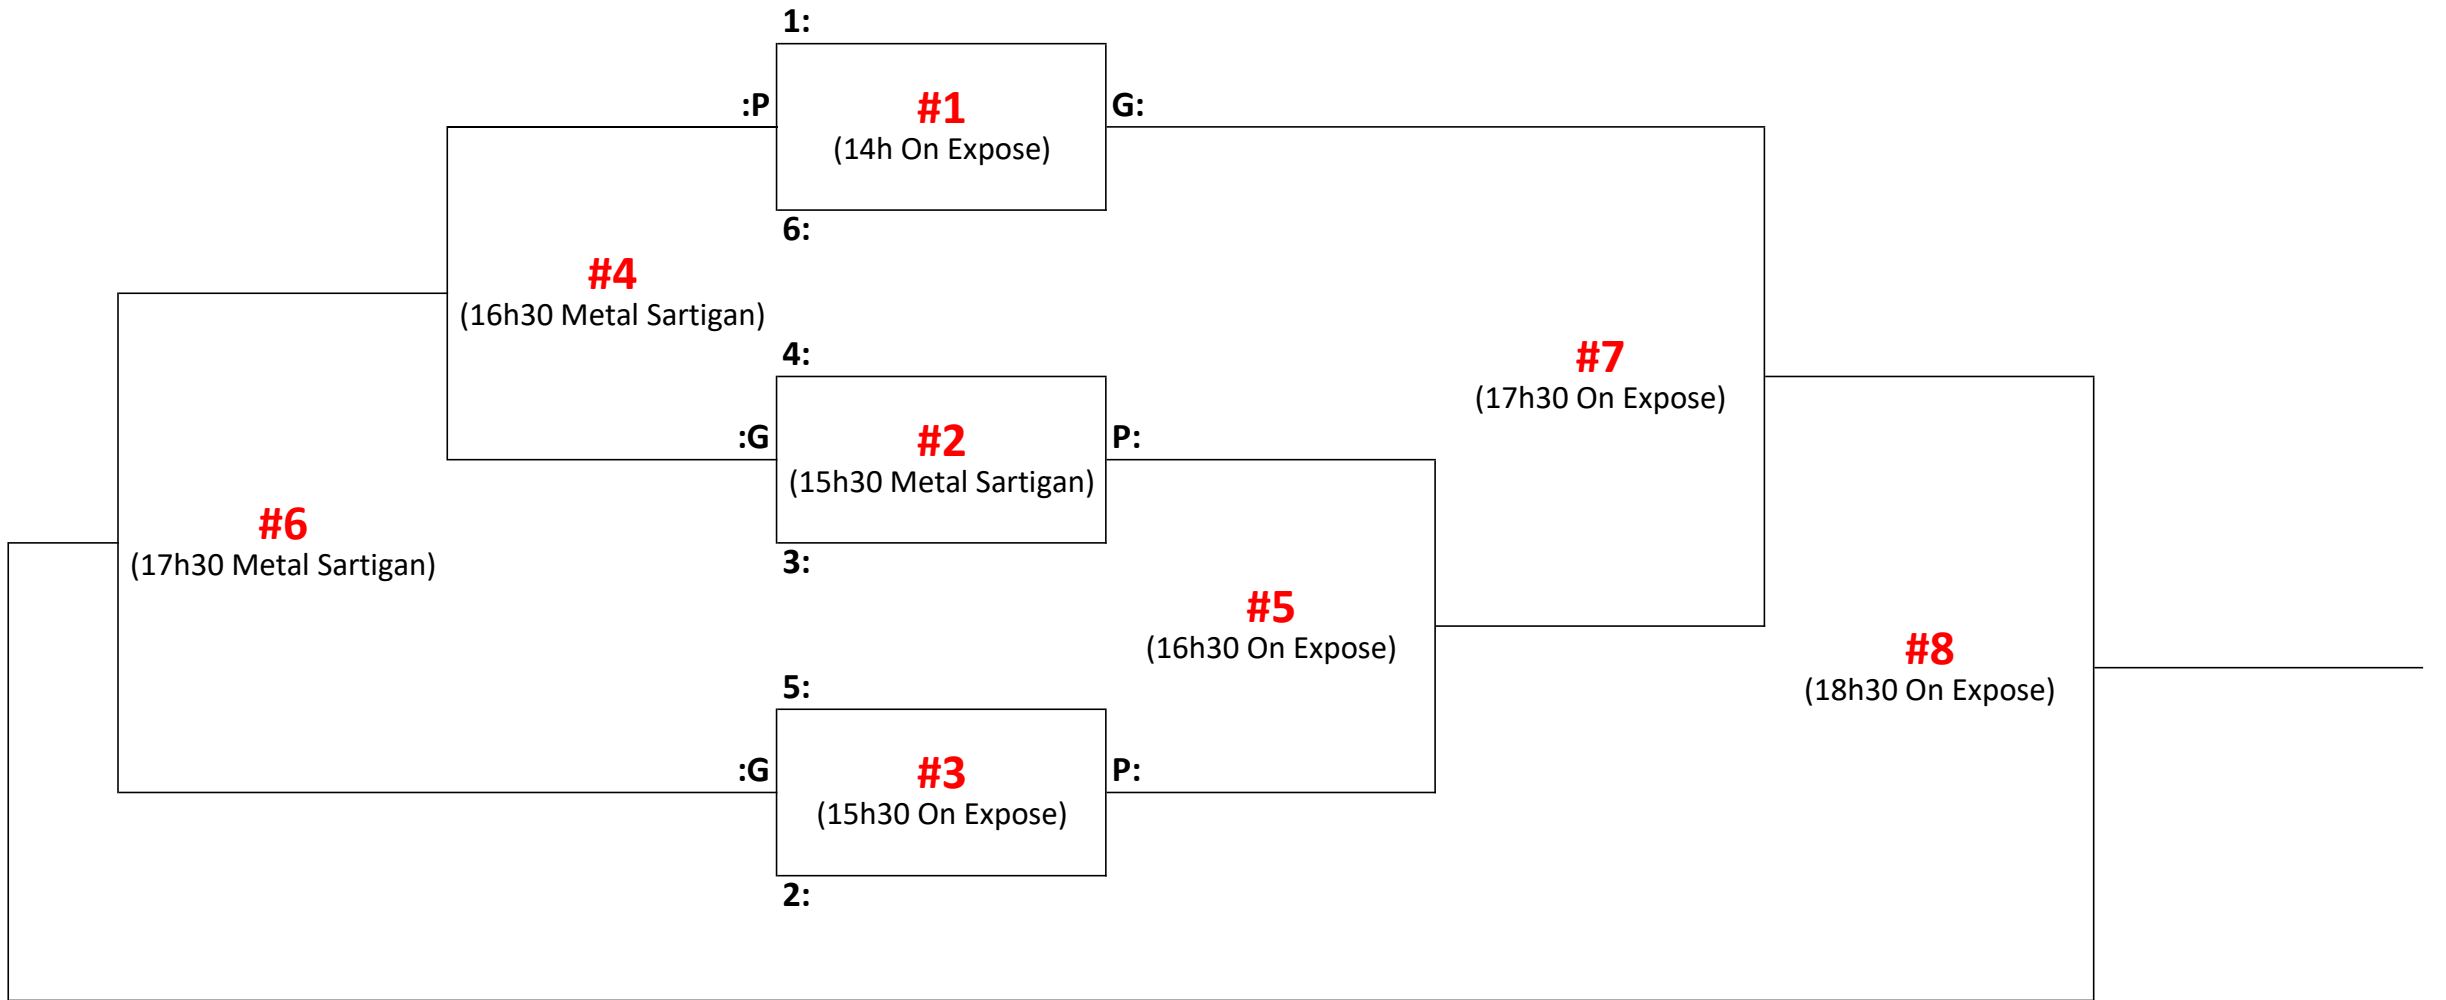 1:
:P
#1
G:
(14h On Expose)
6:
#4
(16h30 Metal Sartigan)
4:
#7
(17h30 On Expose)
:G
#2
P:
(15h30 Metal Sartigan)
#6
(17h30 Metal Sartigan)
3:
#5
(16h30 On Expose)
#8
(18h30 On Expose)
5:
:G
#3
P:
(15h30 On Expose)
2: